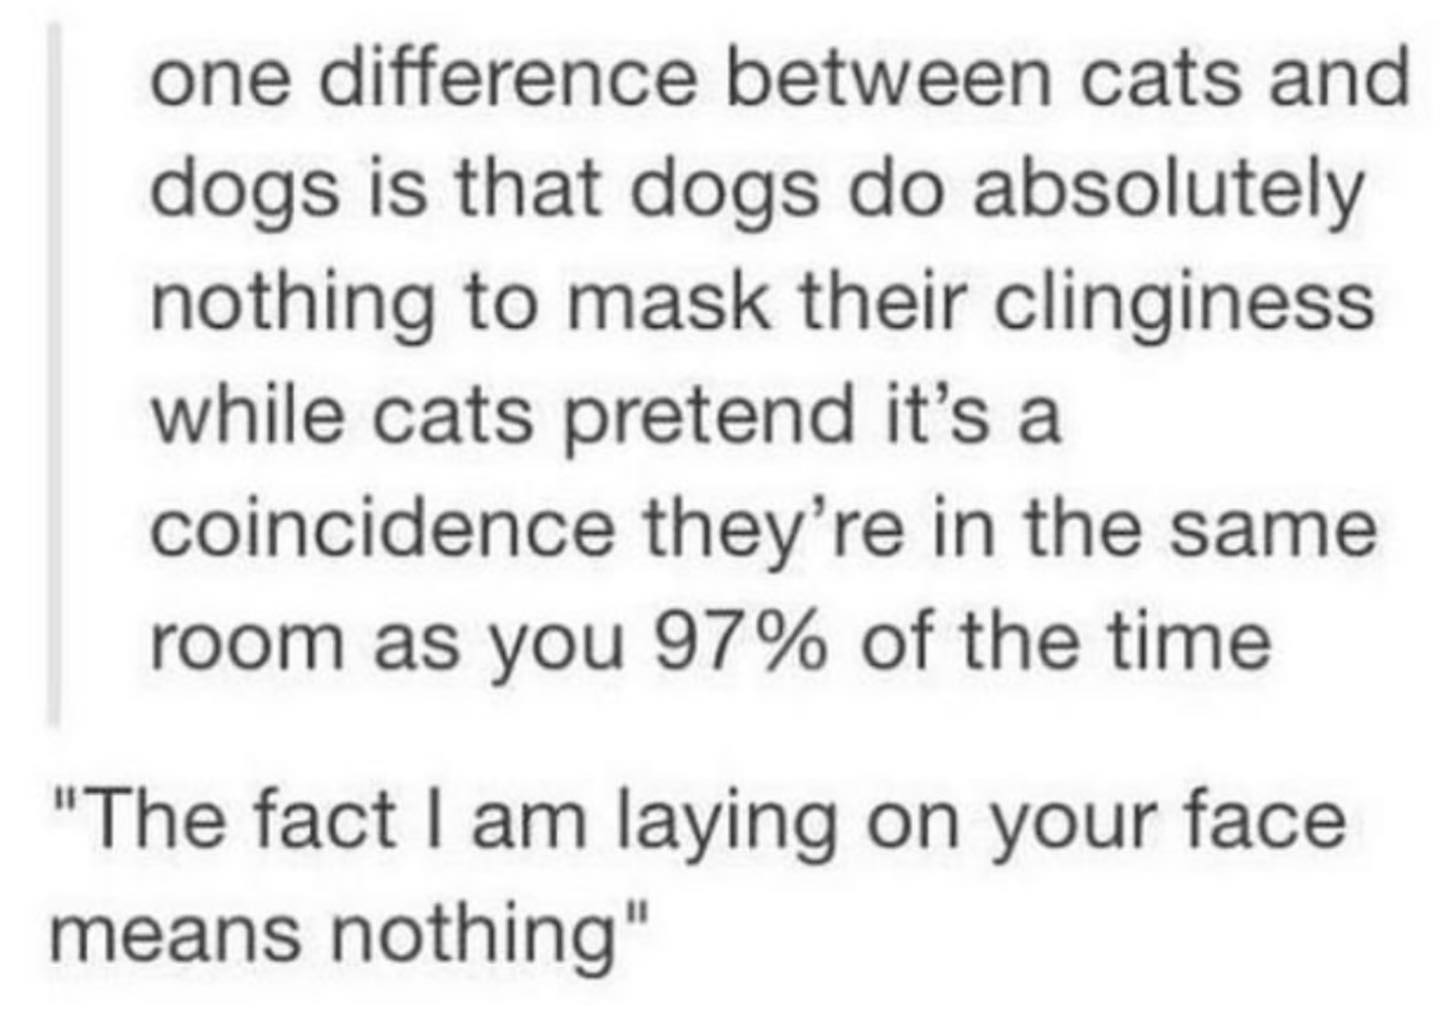 one difference between cats and
dogs is that dogs do absolutely
nothing to mask their clinginess
while cats pretend it’s a
coincidence they’re in the same
room as you 97% of the time
"The fact I am laying on your face
means nothing"